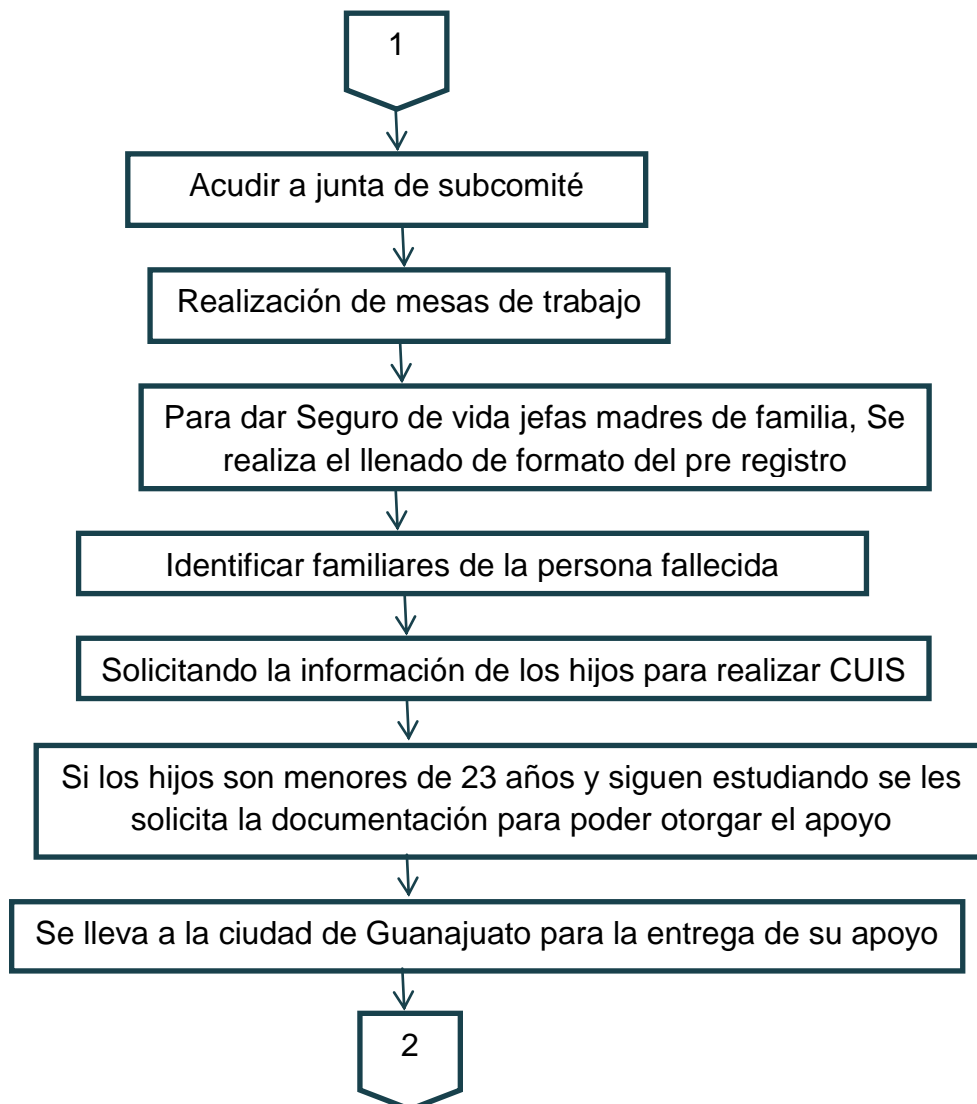 1
Acudir a junta de subcomité
Realización de mesas de trabajo
Para dar Seguro de vida jefas madres de familia, Se
realiza el llenado de formato del pre registro
Identificar familiares de la persona fallecida
Solicitando la información de los hijos para realizar CUIS
Si los hijos son menores de 23 años y siguen estudiando se les
solicita la documentación para poder otorgar el apoyo
Se lleva a la ciudad de Guanajuato para la entrega de su apoyo
2